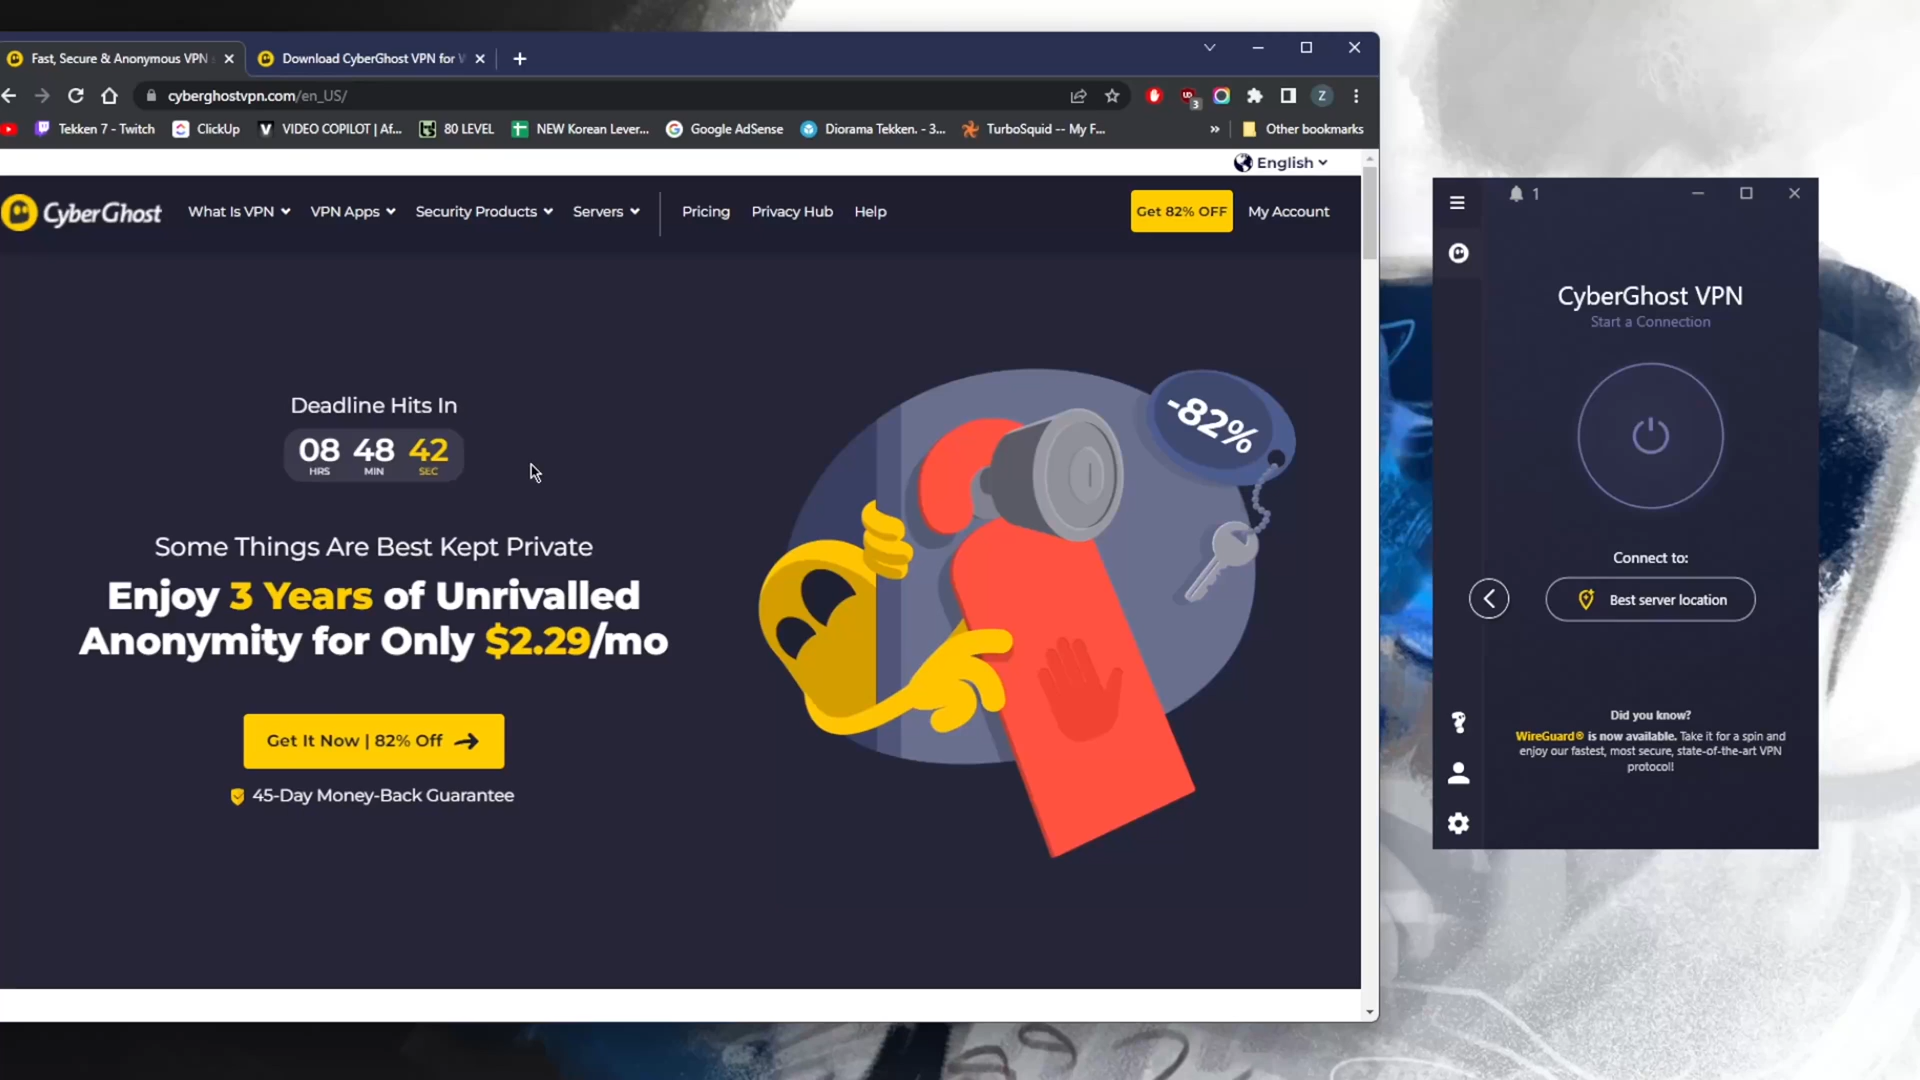 Fast, Secure & Anonymous VPN
Download CyberGhost VPN for
cyberghostvpn.com/en_US/
3
Z
Tekken 7 - Twitch
ClickUp
VIDEO COPILOT | Af...
80 LEVEL
NEW Korean Lever...
Google AdSense
Diorama Tekken. - 3...
TurboSquid -- My F...
»
Other bookmarks
English
CyberGhost
What Is VPN
VPN Apps
Security Products
Servers
Pricing
Privacy Hub
Help
Get 82% OFF
My Account
Deadline Hits In
08 48 42
HRS MIN SEC
Some Things Are Best Kept Private
Enjoy 3 Years of Unrivalled
Anonymity for Only $2.29/mo
Get It Now | 82% Off
45-Day Money-Back Guarantee
-82%
1
CyberGhost VPN
Start a Connection
Connect to:
Best server location
Did you know?
WireGuard® is now available. Take it for a spin and
enjoy our fastest, most secure, state-of-the-art VPN
protocol!